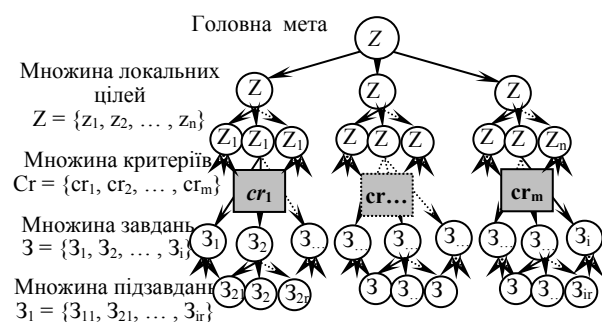 Головна мета
Z
Множина локальних
цілей
Z = {z₁, z₂, … , zₙ}
Z Z Z
Z₁ Z₁ Z₁ Z Z Z Z Z Zₙ
Множина критеріїв
Cr = {cr₁, cr₂, … , crₘ}
cr₁ cr… crₘ
Множина завдань
З = {З₁, З₂, … , Зᵢ}
З₁ З₂ З… З… З… З… З… З… Зᵢ
Множина підзавдань
З₁ = {З₁₁, З₂₁, … , Зᵢᵣ}
З₂₁ З₂ З₂ᵣ З З… З З… З… Зᵢᵣ